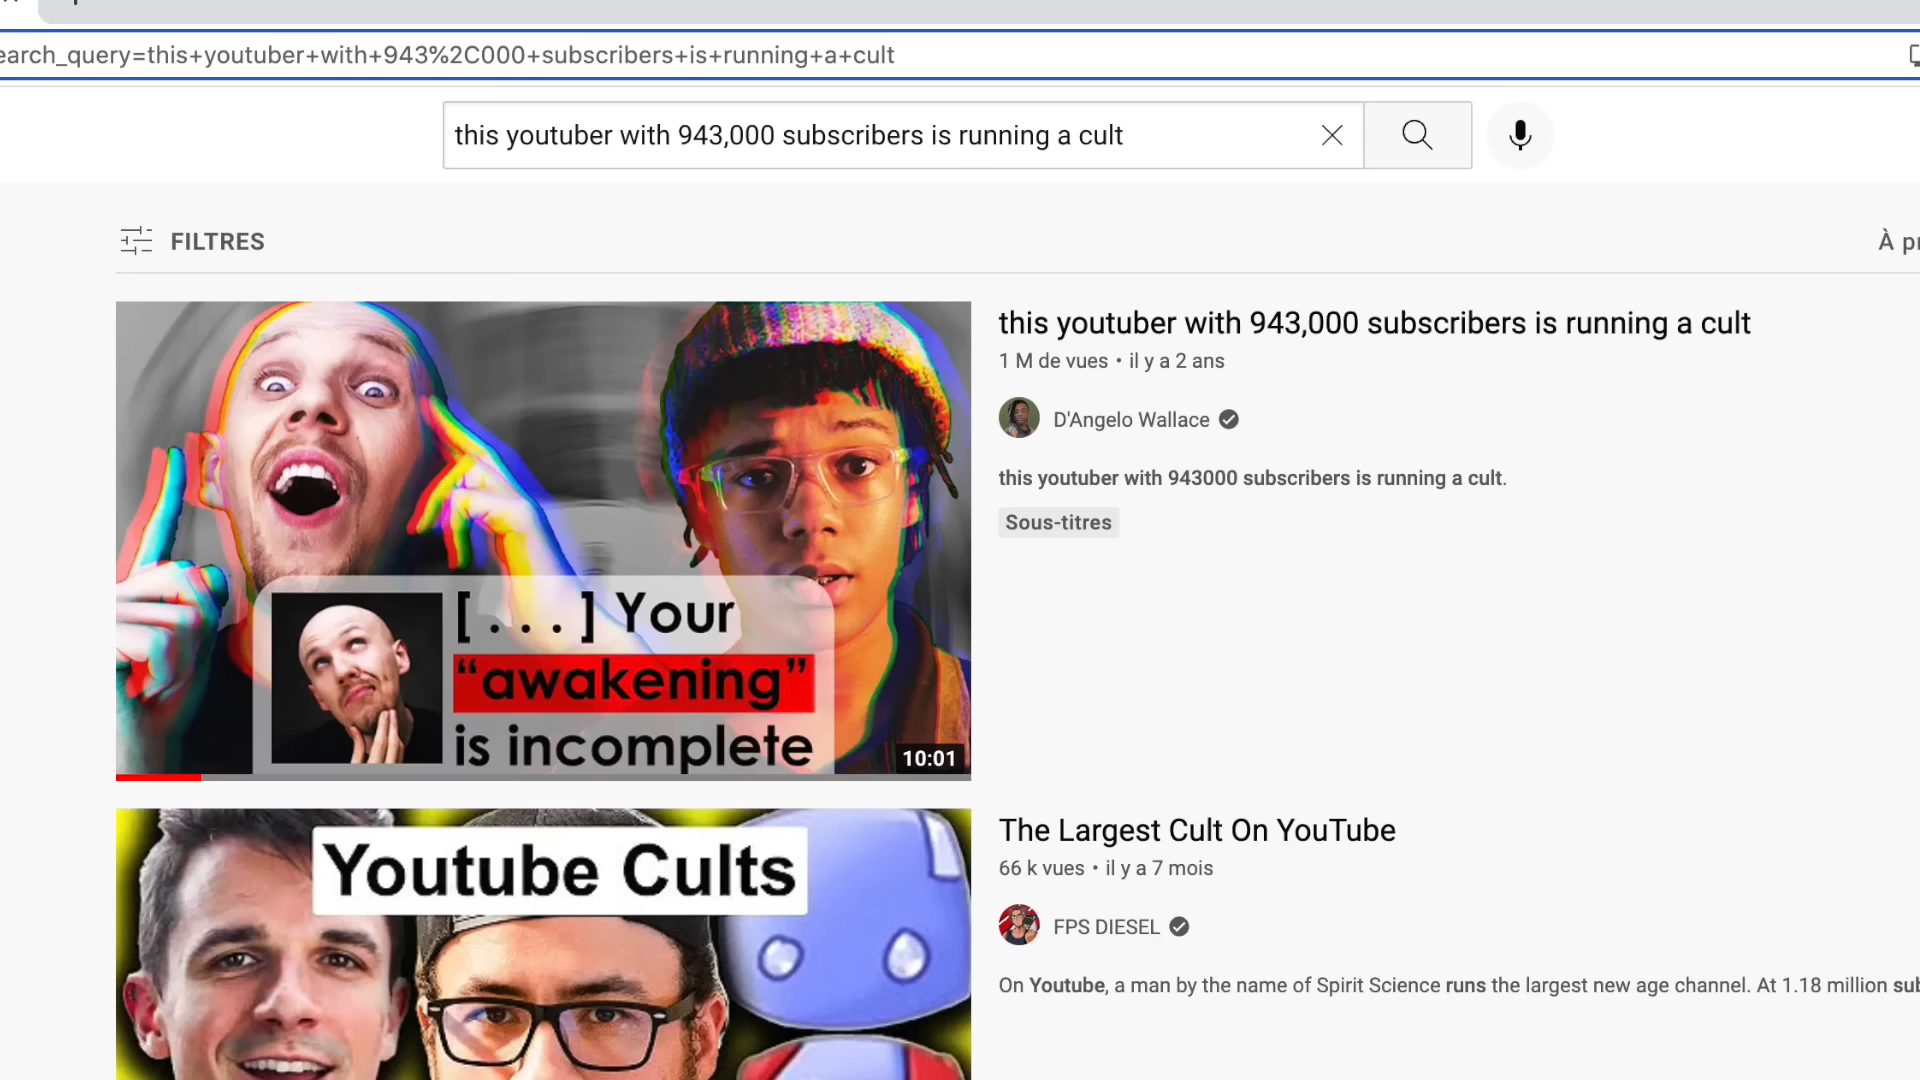 earch_query=this+youtuber+with+943%2C000+subscribers+is+running+a+cult
this youtuber with 943,000 subscribers is running a cult
FILTRES
À pr
[...] Your
"awakening"
is incomplete
10:01
this youtuber with 943,000 subscribers is running a cult
1 M de vues • il y a 2 ans
D'Angelo Wallace
this youtuber with 943000 subscribers is running a cult.
Sous-titres
Youtube Cults
The Largest Cult On YouTube
66 k vues • il y a 7 mois
FPS DIESEL
On Youtube, a man by the name of Spirit Science runs the largest new age channel. At 1.18 million sub